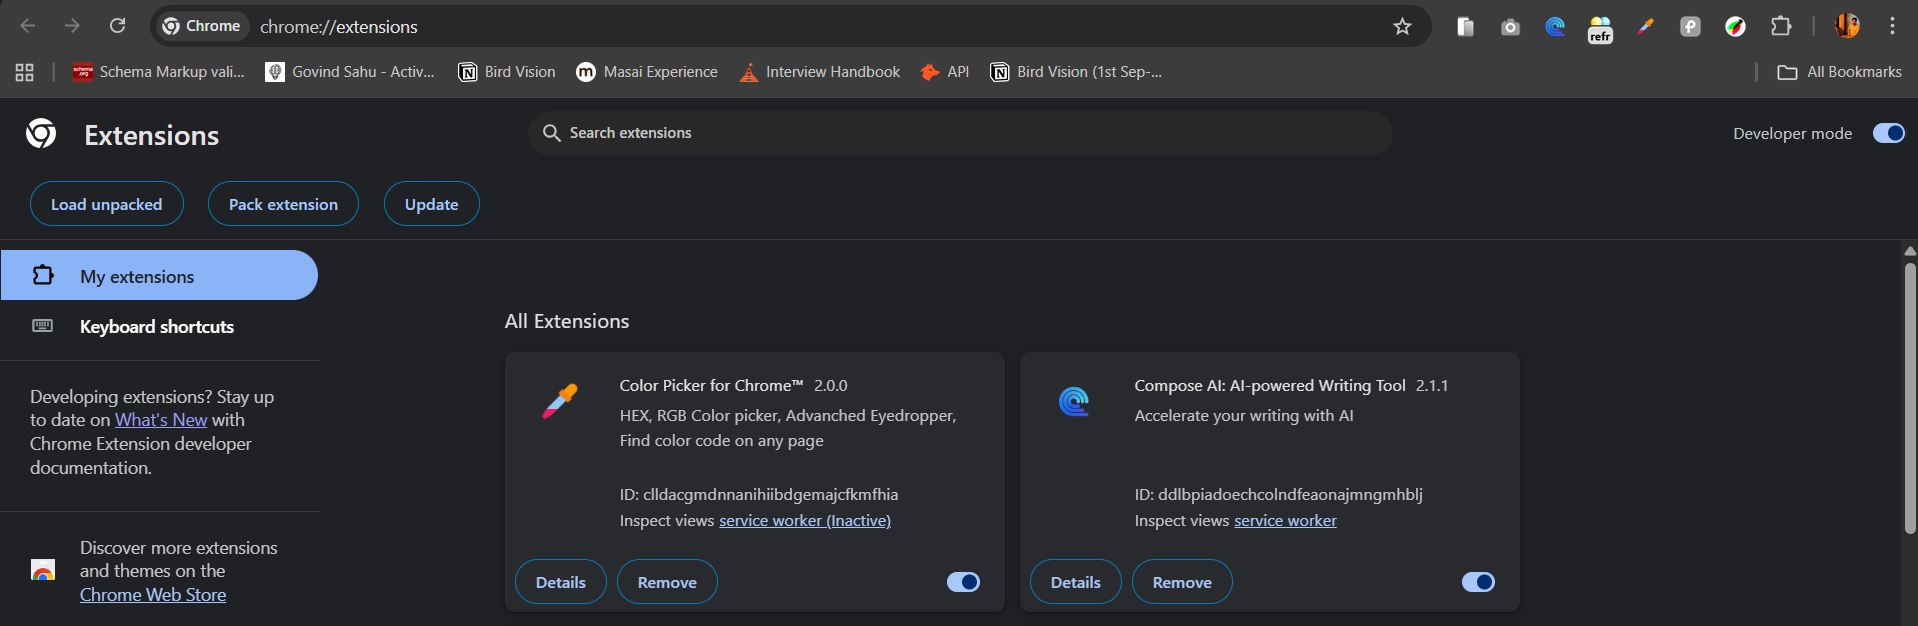 Chrome chrome://extensions
refr
Schema Markup vali... Govind Sahu - Activ... Bird Vision Masai Experience Interview Handbook API Bird Vision (1st Sep-... All Bookmarks
Extensions
Search extensions
Developer mode
Load unpacked Pack extension Update
My extensions
Keyboard shortcuts
Developing extensions? Stay up
to date on What's New with
Chrome Extension developer
documentation.
Discover more extensions
and themes on the
Chrome Web Store
All Extensions
Color Picker for Chrome™ 2.0.0
HEX, RGB Color picker, Advanched Eyedropper,
Find color code on any page
ID: clldacgmdnnanihiibdgemajcfkmfhia
Inspect views service worker (Inactive)
Details Remove
Compose AI: AI-powered Writing Tool 2.1.1
Accelerate your writing with AI
ID: ddlbpiadoechcolndfeaonajmngmhblj
Inspect views service worker
Details Remove